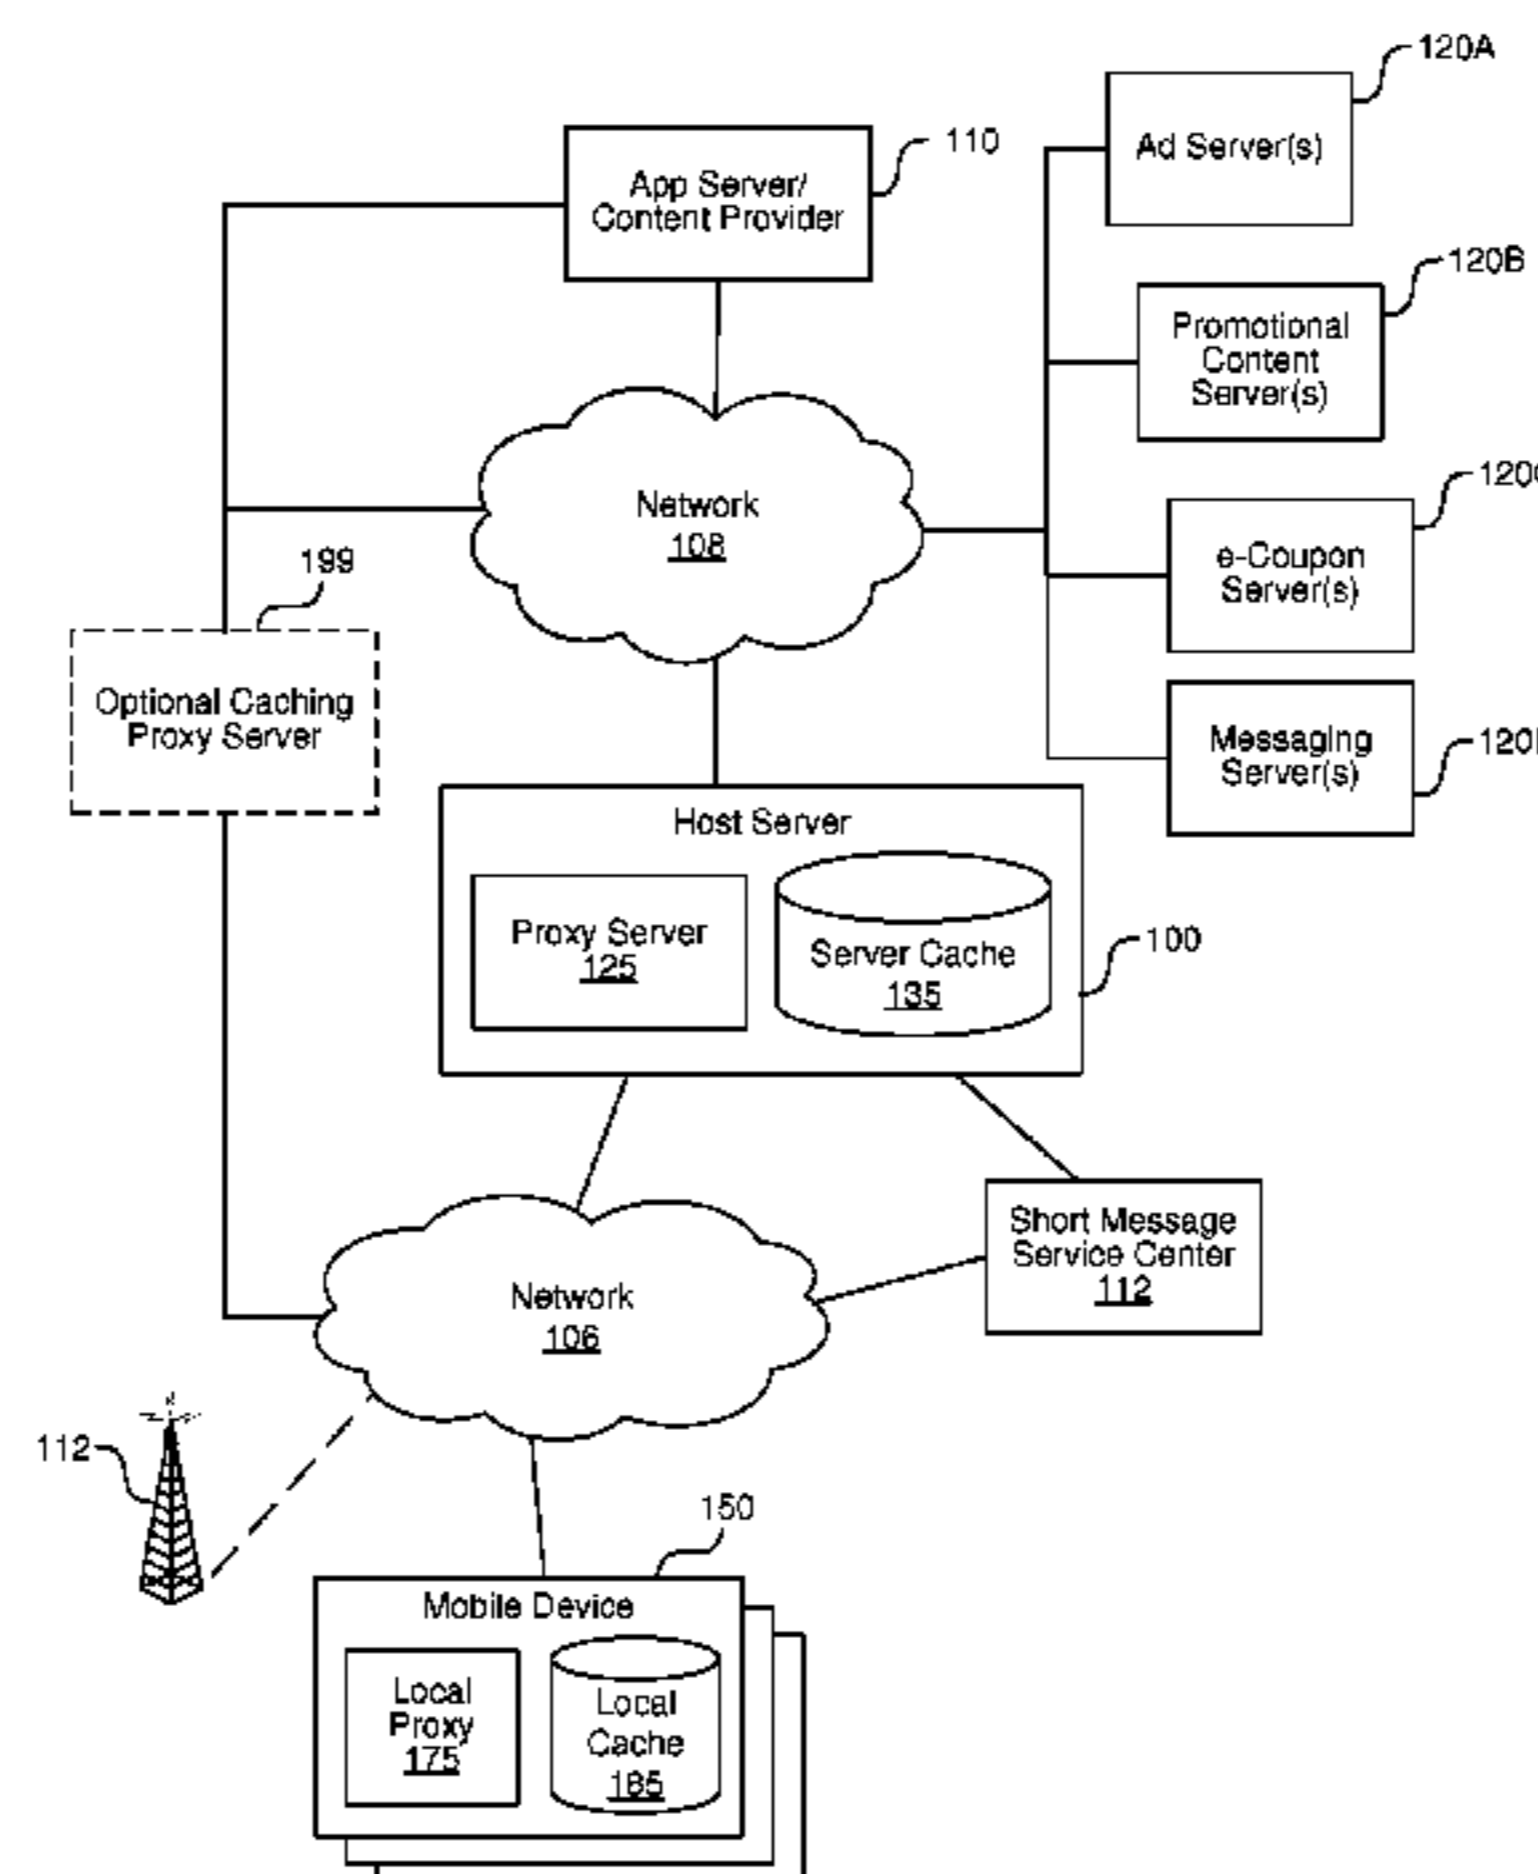 120A
Ad Server(s)
110
App Server/
Content Provider
120B
Promotional
Content
Server(s)
Network
108
120C
e-Coupon
Server(s)
199
Optional Caching
Proxy Server
Messaging
Server(s)
Host Server
Proxy Server
125
Server Cache
135
100
Short Message
Service Center
112
Network
106
112
150
Mobile Device
Local
Proxy
175
Local
Cache
185